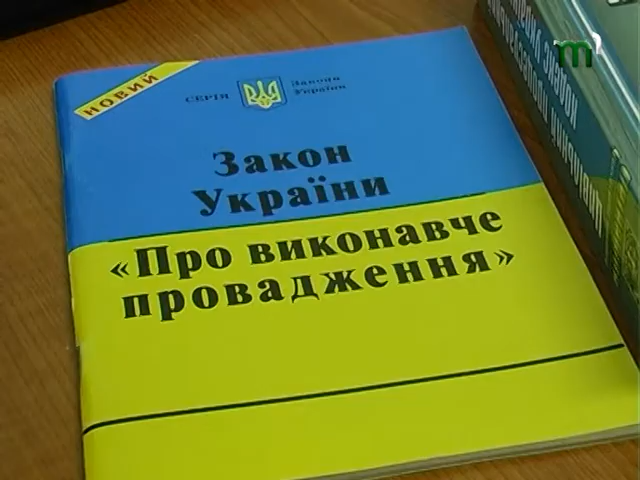 НОВИЙ
СЕРІЯ
Закони
України
Закон
України
«Про виконавче
провадження»
m